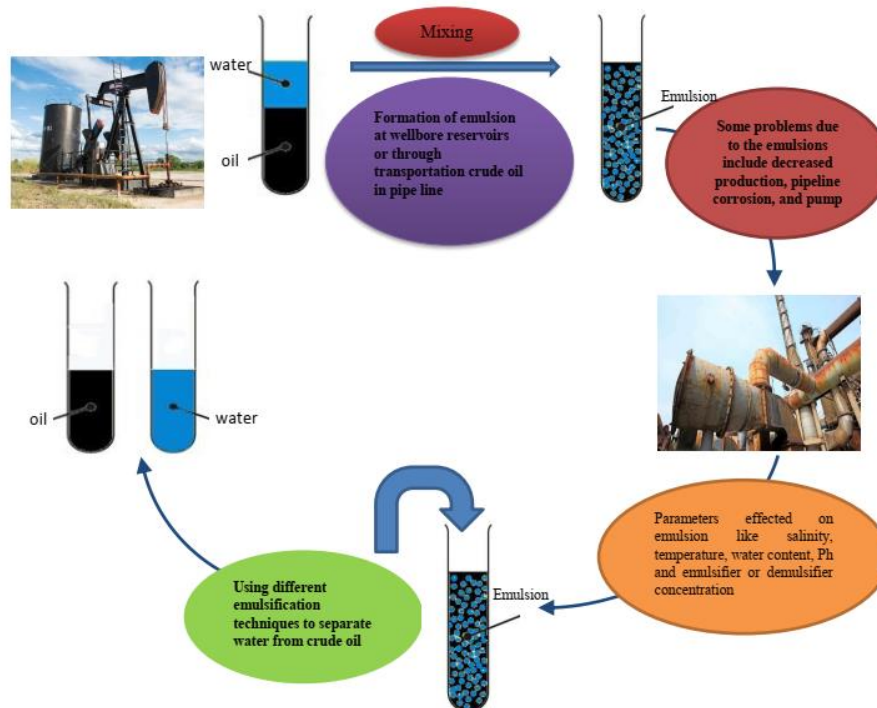 water
oil
Mixing
Formation of emulsion
at wellbore reservoirs
or through
transportation crude oil
in pipe line
Emulsion
Some problems due
to the emulsions
include decreased
production, pipeline
corrosion, and pump
oil
water
Parameters effected on
emulsion like salinity,
temperature, water content, Ph
and emulsifier or demulsifier
concentration
Emulsion
Using different
emulsification
techniques to separate
water from crude oil